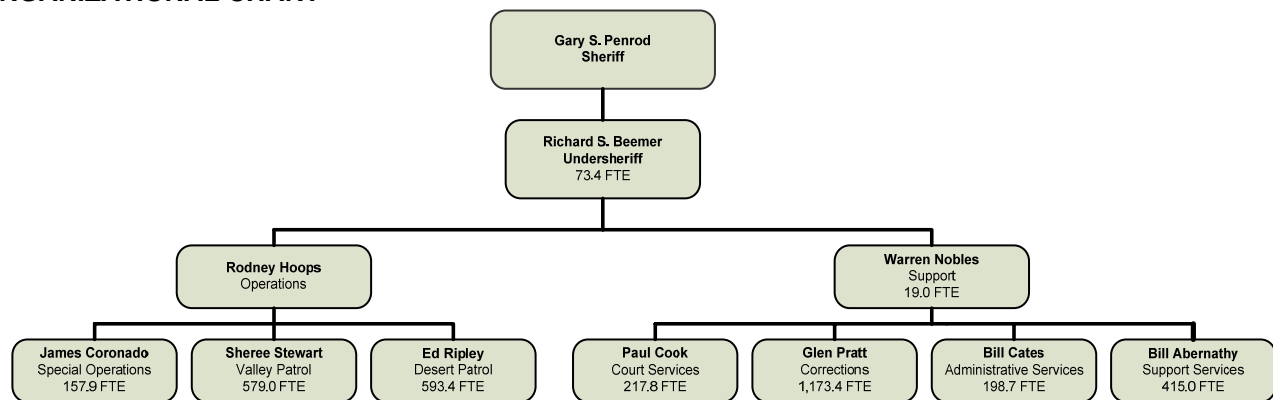 Gary S. Penrod
Sheriff
Richard S. Beemer
Undersheriff
73.4 FTE
Rodney Hoops
Operations
Warren Nobles
Support
19.0 FTE
James Coronado
Special Operations
157.9 FTE
Sheree Stewart
Valley Patrol
579.0 FTE
Ed Ripley
Desert Patrol
593.4 FTE
Paul Cook
Court Services
217.8 FTE
Glen Pratt
Corrections
1,173.4 FTE
Bill Cates
Administrative Services
198.7 FTE
Bill Abernathy
Support Services
415.0 FTE